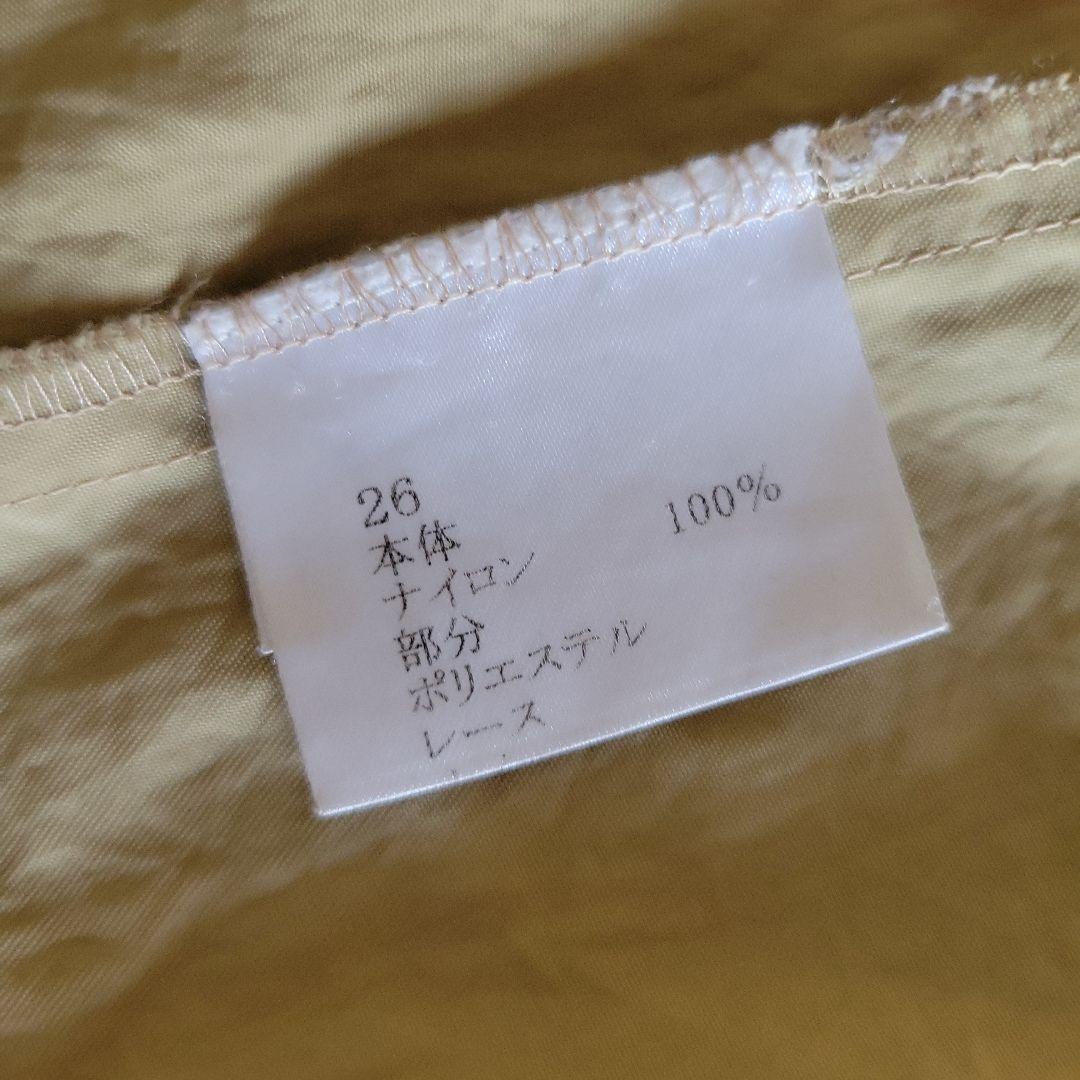 26
本体
ナイロン 100%
部分
ポリエステル
レース